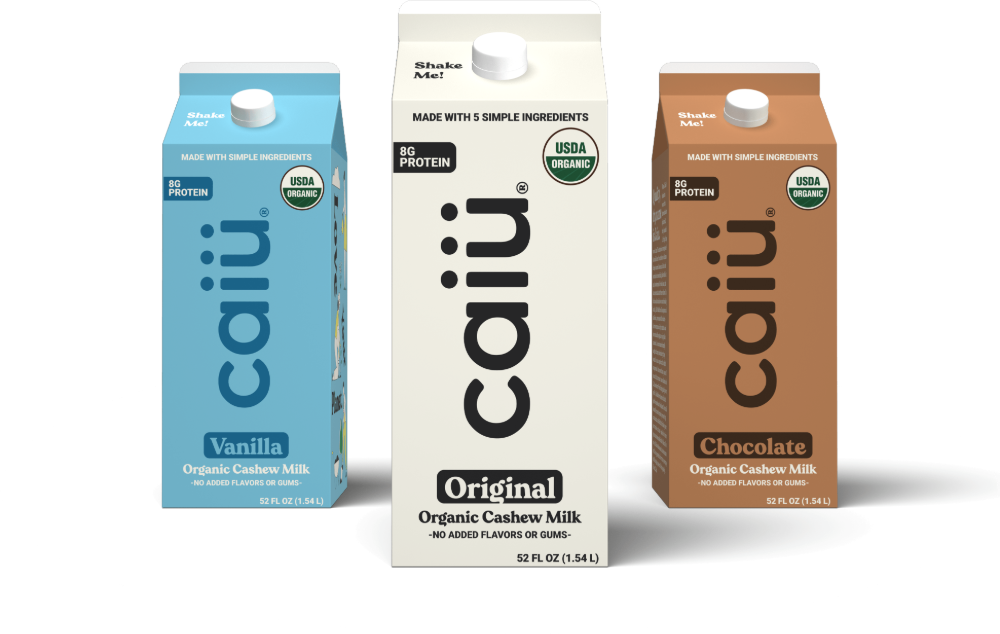 Shake
Me!
MADE WITH SIMPLE INGREDIENTS
8G
PROTEIN
USDA
ORGANIC
caiü®
Vanilla
Organic Cashew Milk
-NO ADDED FLAVORS OR GUMS-
52 FL OZ (1.54 L)
Shake
Me!
MADE WITH 5 SIMPLE INGREDIENTS
8G
PROTEIN
USDA
ORGANIC
caiü®
Original
Organic Cashew Milk
-NO ADDED FLAVORS OR GUMS-
52 FL OZ (1.54 L)
Shake
Me!
MADE WITH SIMPLE INGREDIENTS
8G
PROTEIN
USDA
ORGANIC
caiü®
Chocolate
Organic Cashew Milk
-NO ADDED FLAVORS OR GUMS-
52 FL OZ (1.54 L)